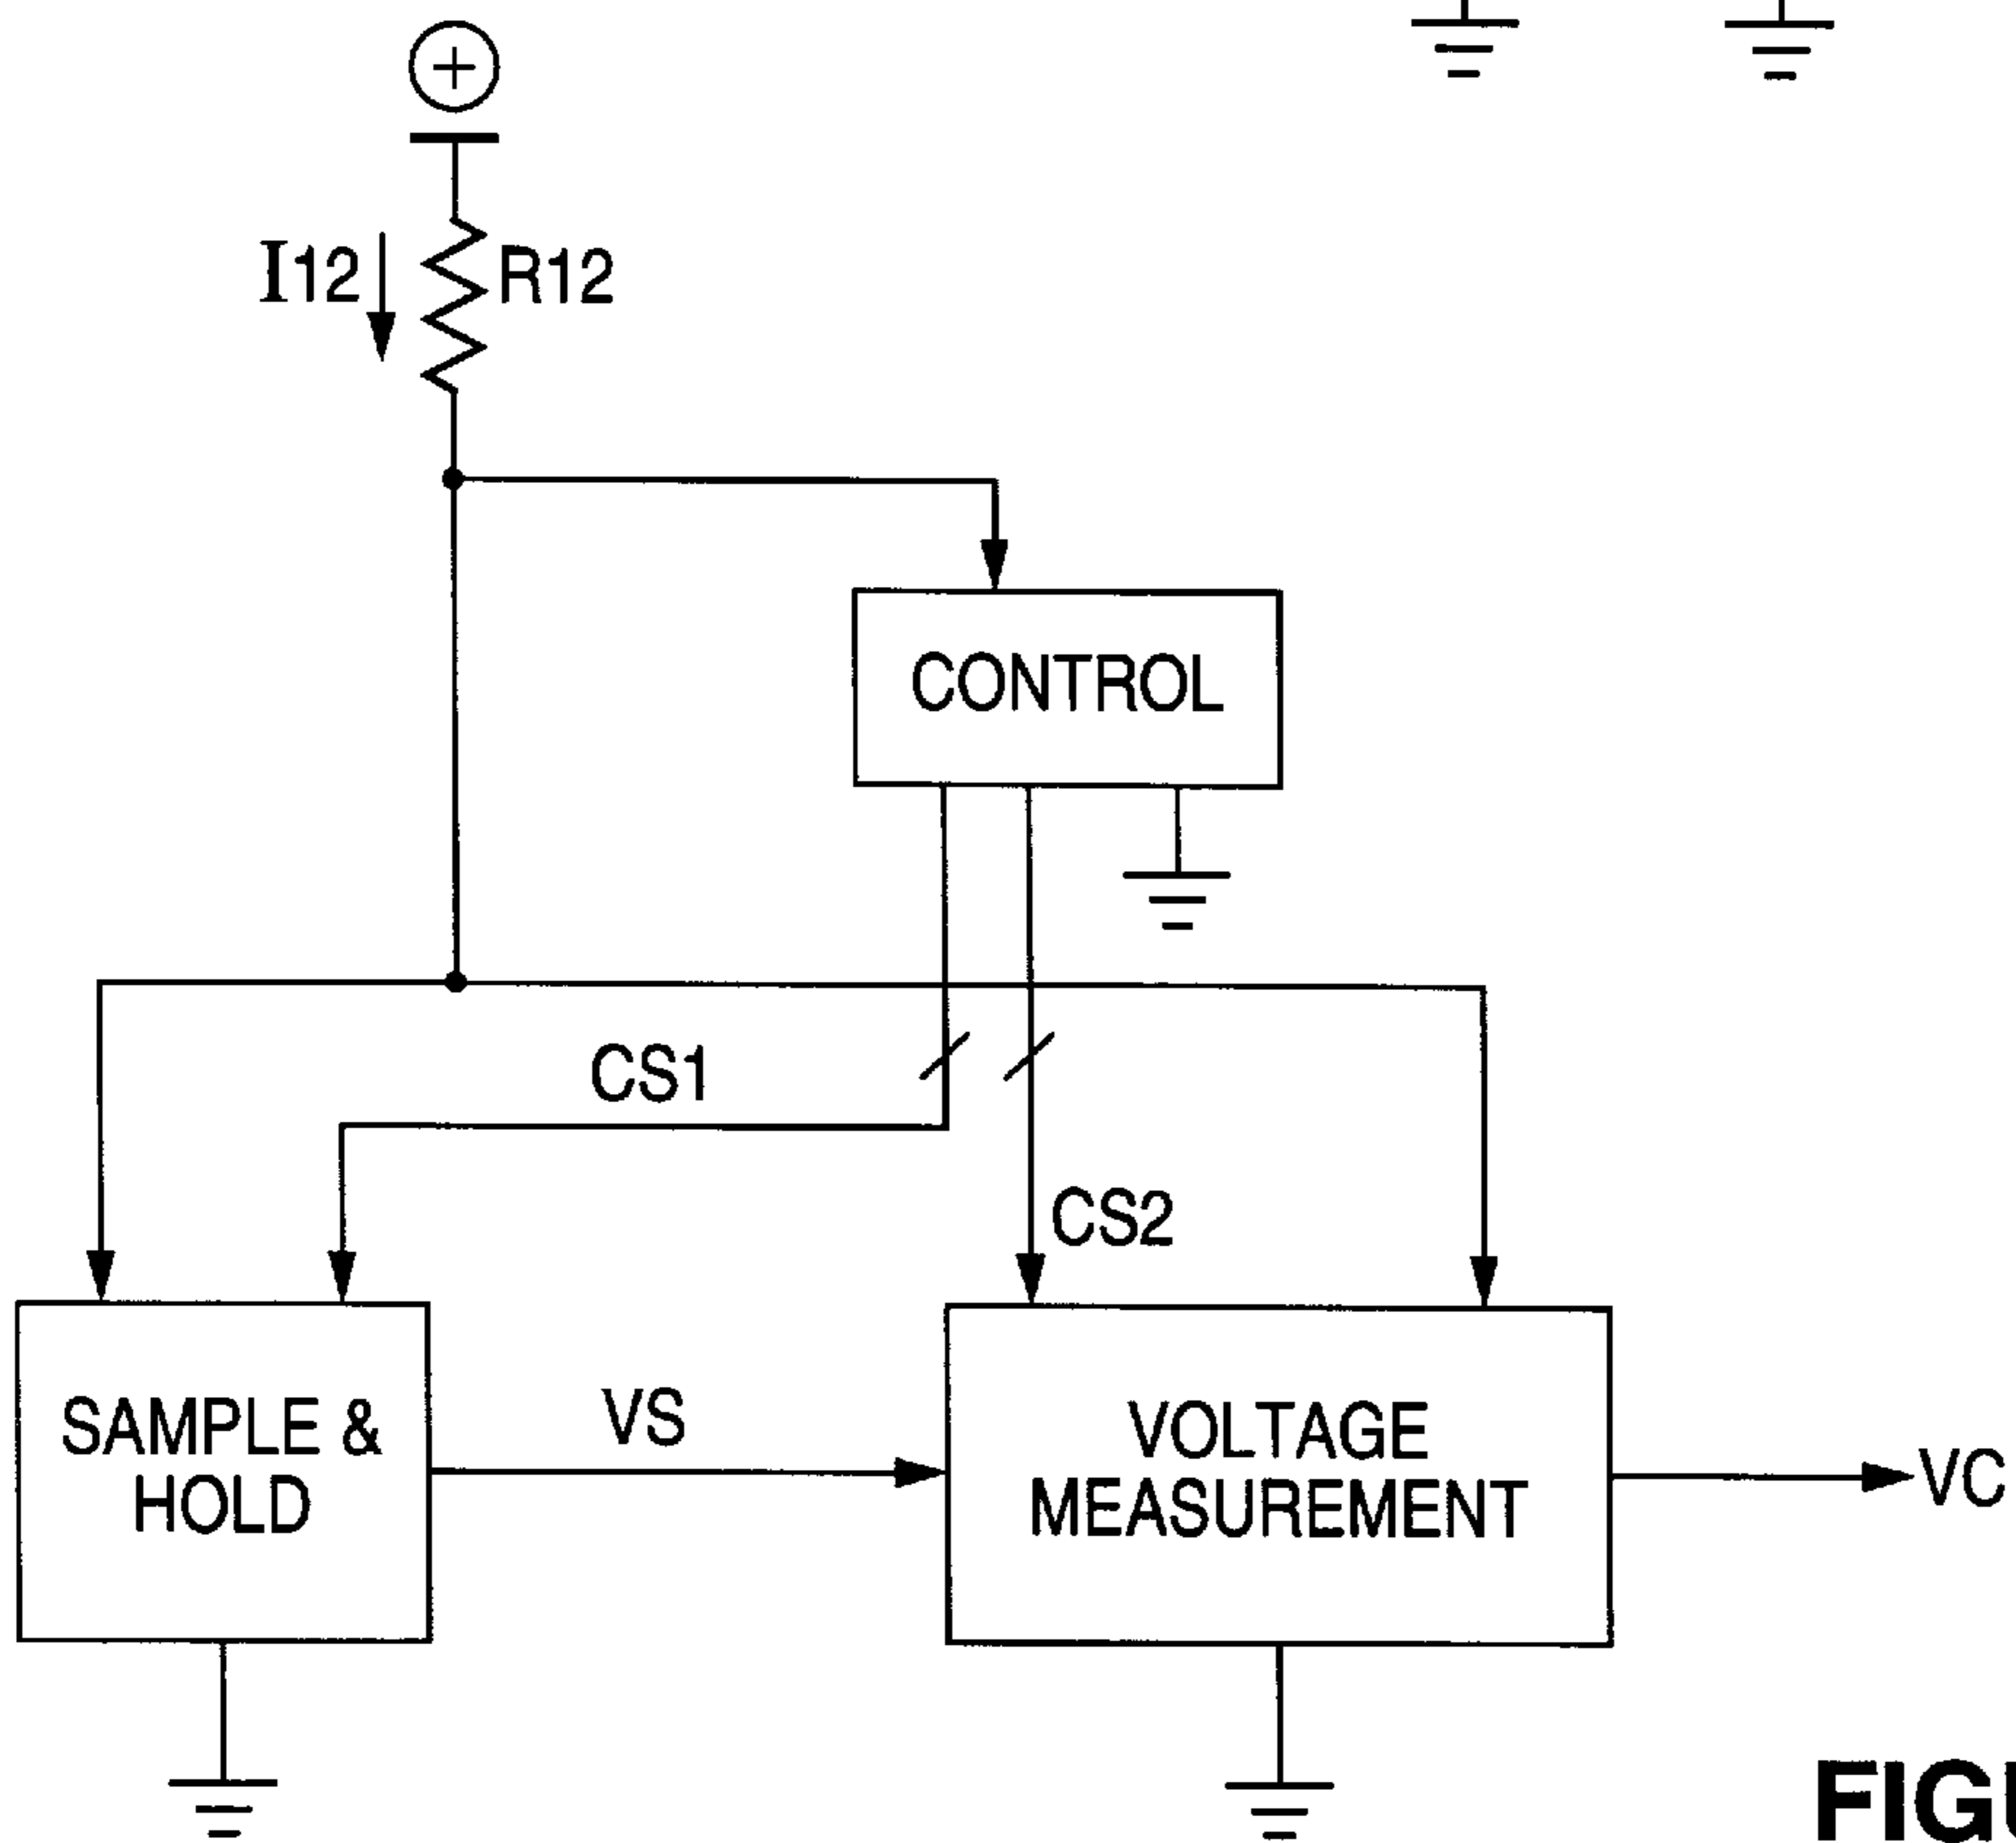 I12
R12
CONTROL
CS1
CS2
SAMPLE &
HOLD
VS
VOLTAGE
MEASUREMENT
VC